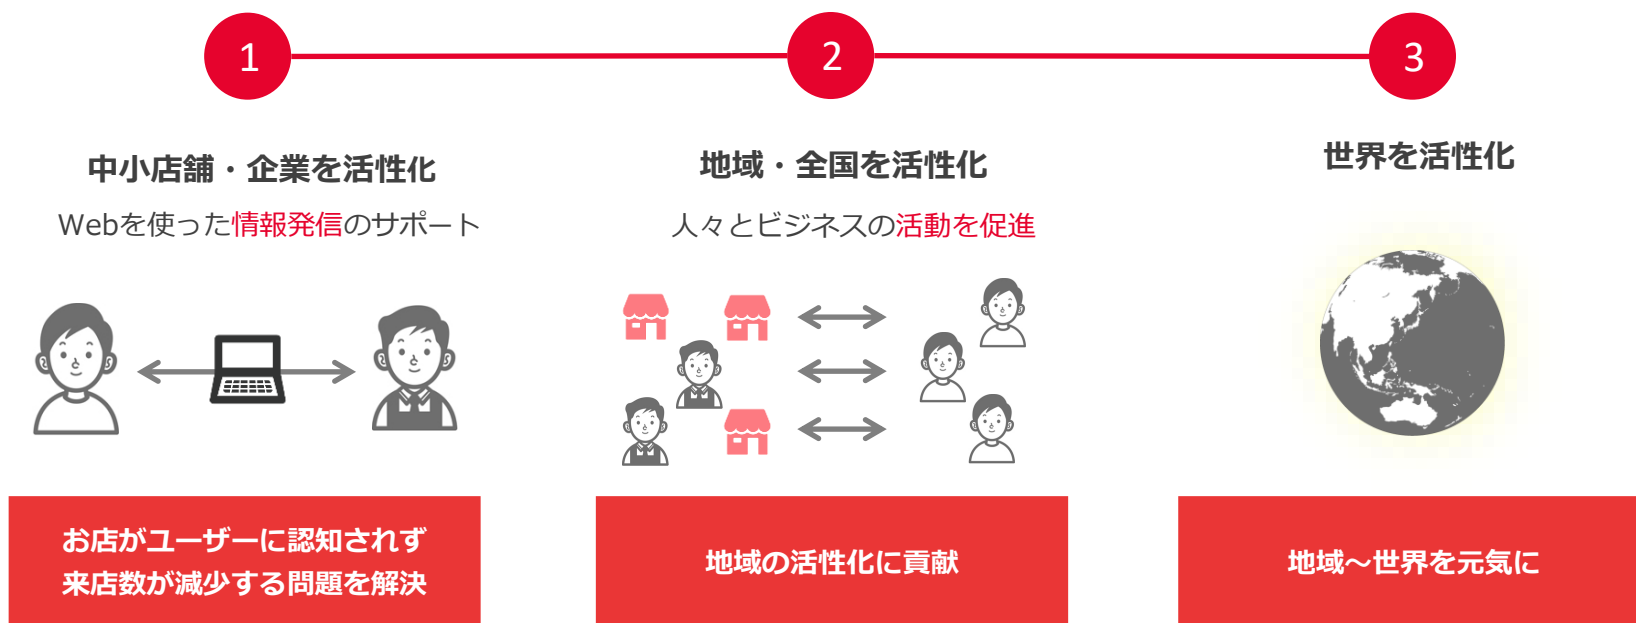 1
2
3
中小店舗・企業を活性化
Webを使った情報発信のサポート
お店がユーザーに認知されず
来店数が減少する問題を解決
地域・全国を活性化
人々とビジネスの活動を促進
地域の活性化に貢献
世界を活性化
地域～世界を元気に